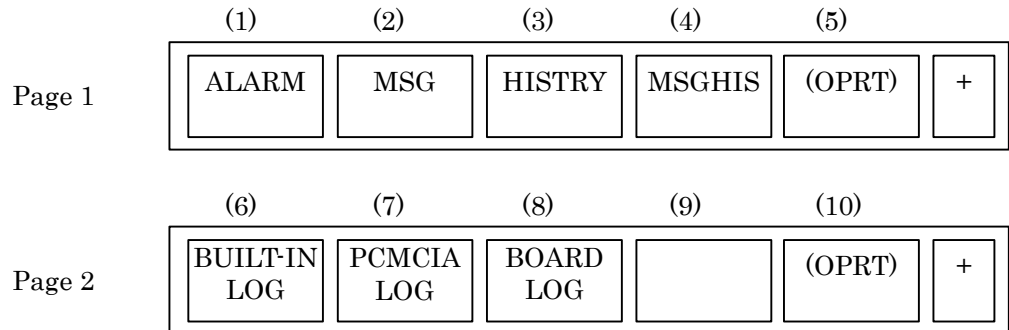 (1) (2) (3) (4) (5)
Page 1 ALARM MSG HISTRY MSGHIS (OPRT) +
(6) (7) (8) (9) (10)
Page 2 BUILT-IN LOG PCMCIA LOG BOARD LOG (OPRT) +